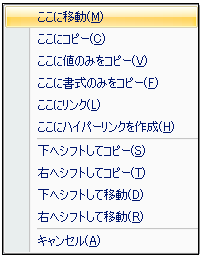 ここに移動(M)
ここにコピー(C)
ここに値のみをコピー(V)
ここに書式のみをコピー(F)
ここにリンク(L)
ここにハイパーリンクを作成(H)
下へシフトしてコピー(S)
右へシフトしてコピー(T)
下へシフトして移動(D)
右へシフトして移動(R)
キャンセル(A)